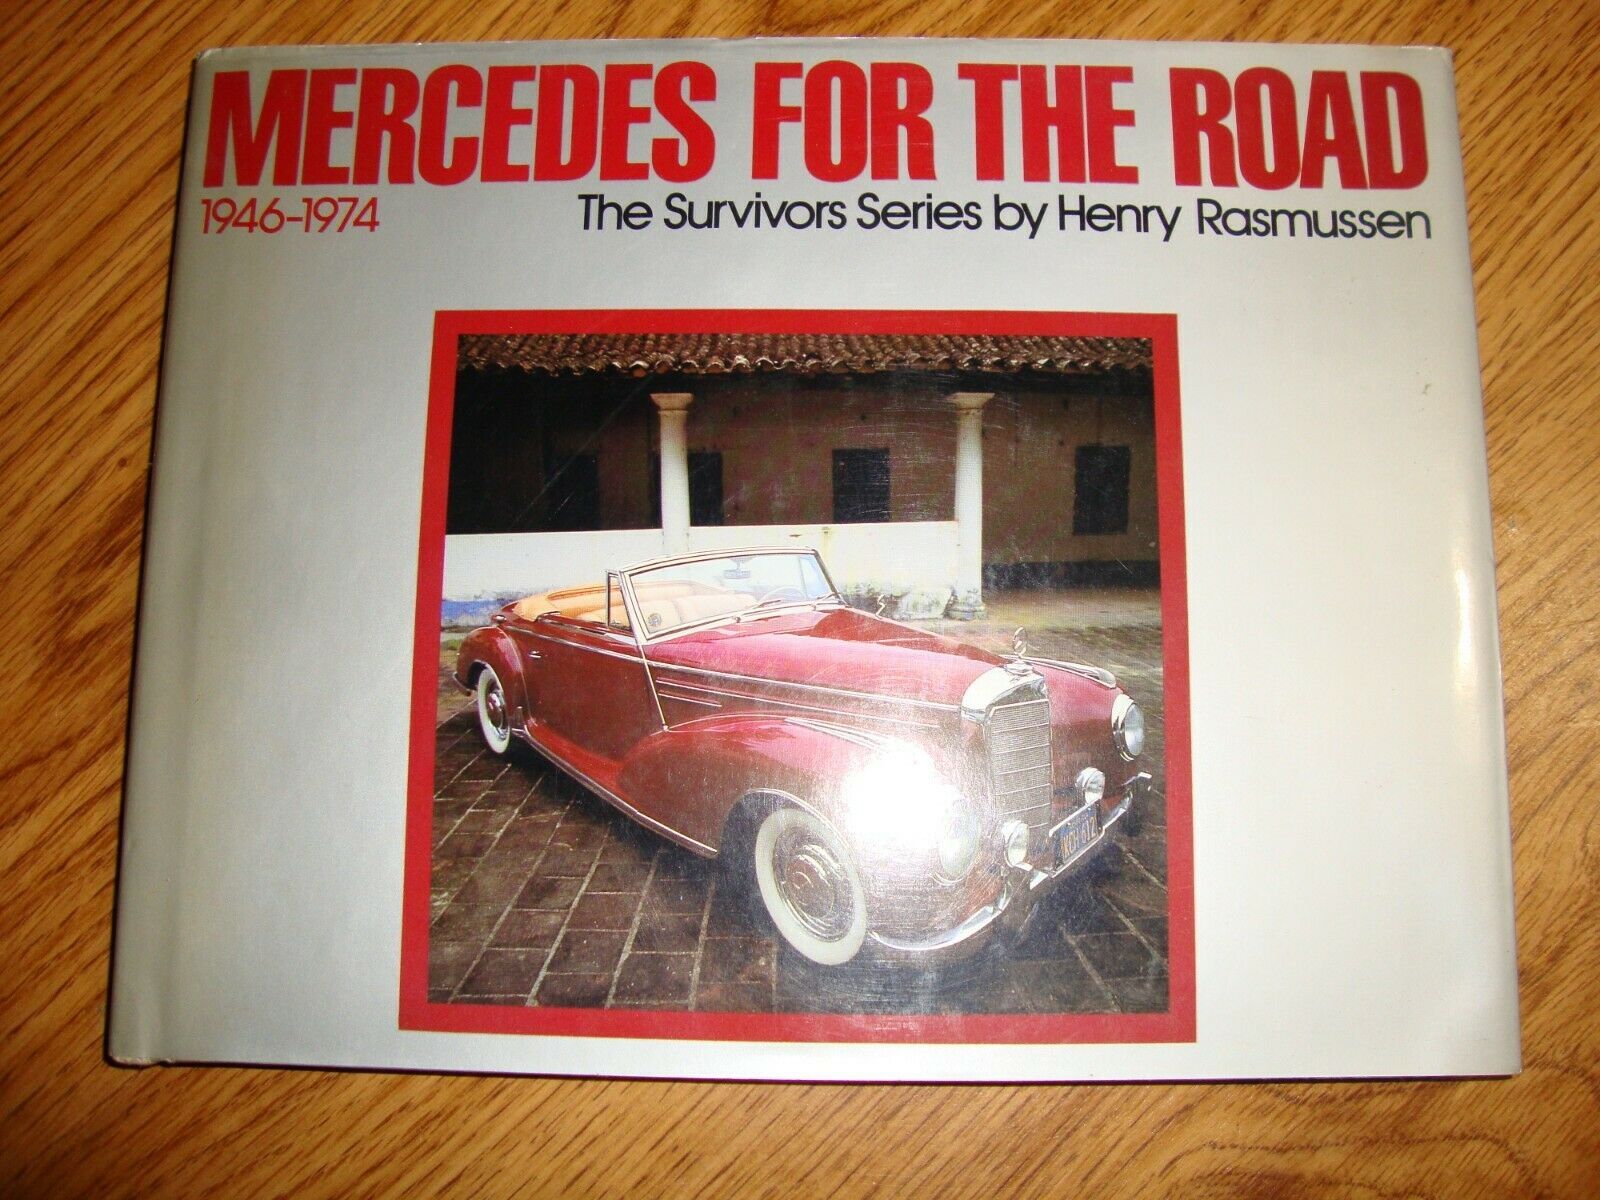 MERCEDES FOR THE ROAD
1946-1974 The Survivors Series by Henry Rasmussen